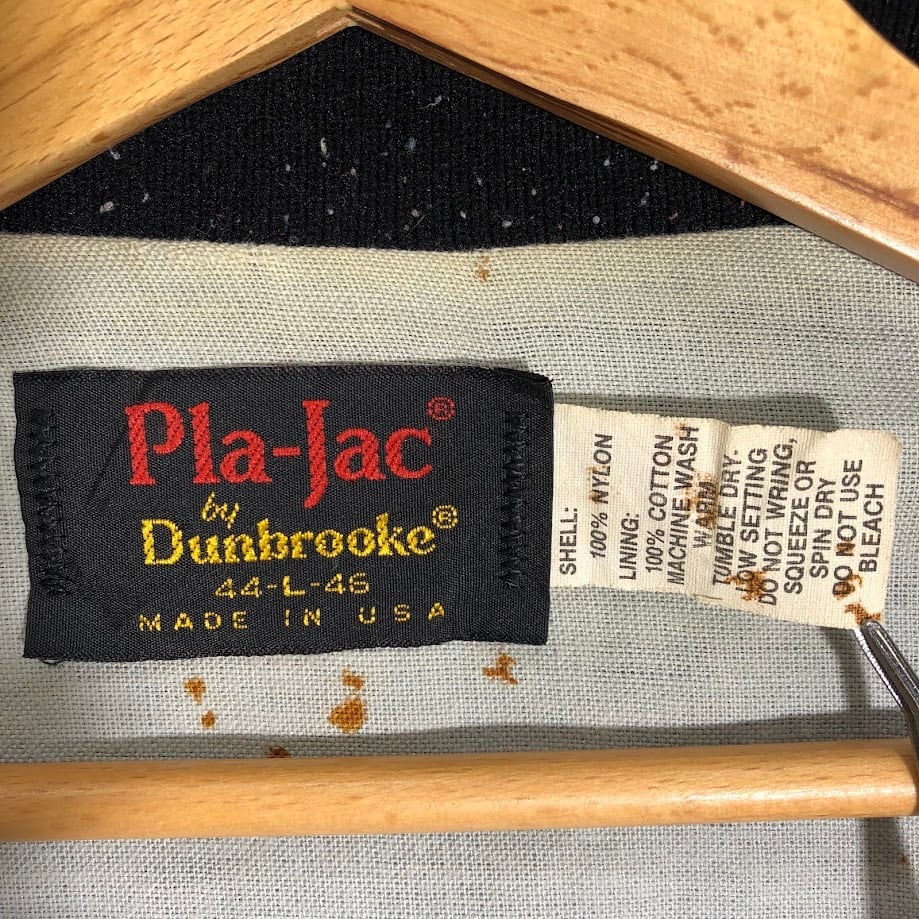 Pla-Jac®
by
Dunbrooke®
44-L-46
MADE IN USA
SHELL:
100% NYLON
LINING:
100% COTTON
MACHINE WASH
WARM
TUMBLE DRY-
LOW SETTING
DO NOT WRING,
SQUEEZE OR
SPIN DRY
DO NOT USE
BLEACH